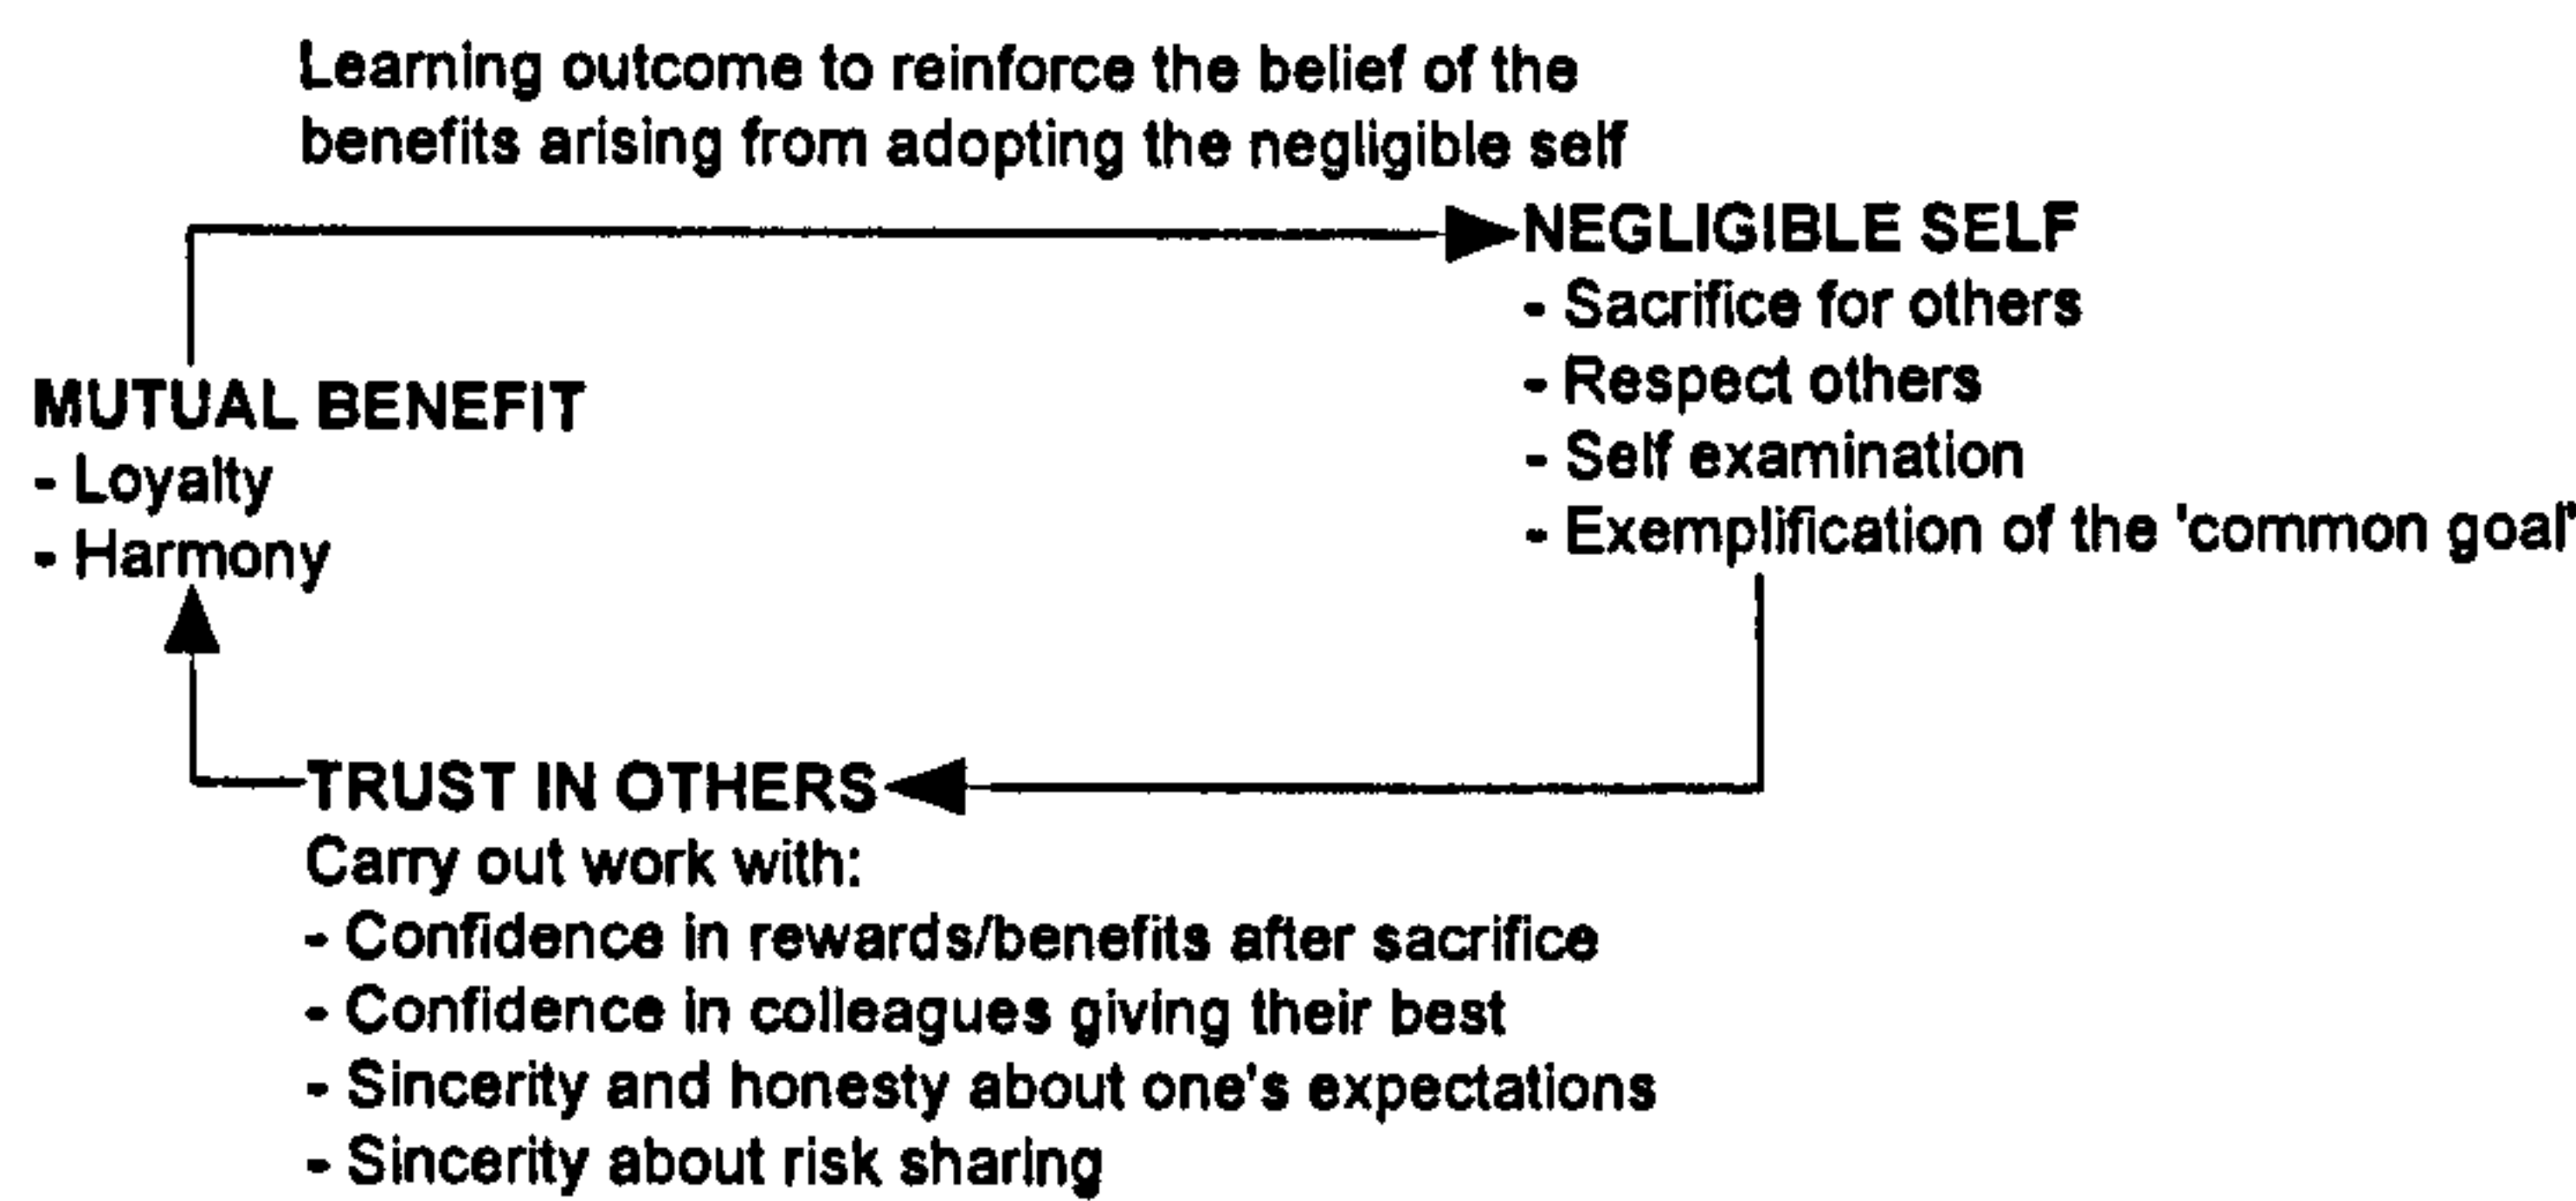 Learning outcome to reinforce the belief of the
benefits arising from adopting the negligible self
NEGLIGIBLE SELF
- Sacrifice for others
- Respect others
- Self examination
- Exemplification of the 'common goal'
MUTUAL BENEFIT
- Loyalty
- Harmony
TRUST IN OTHERS
Carry out work with:
- Confidence in rewards/benefits after sacrifice
- Confidence in colleagues giving their best
- Sincerity and honesty about one's expectations
- Sincerity about risk sharing